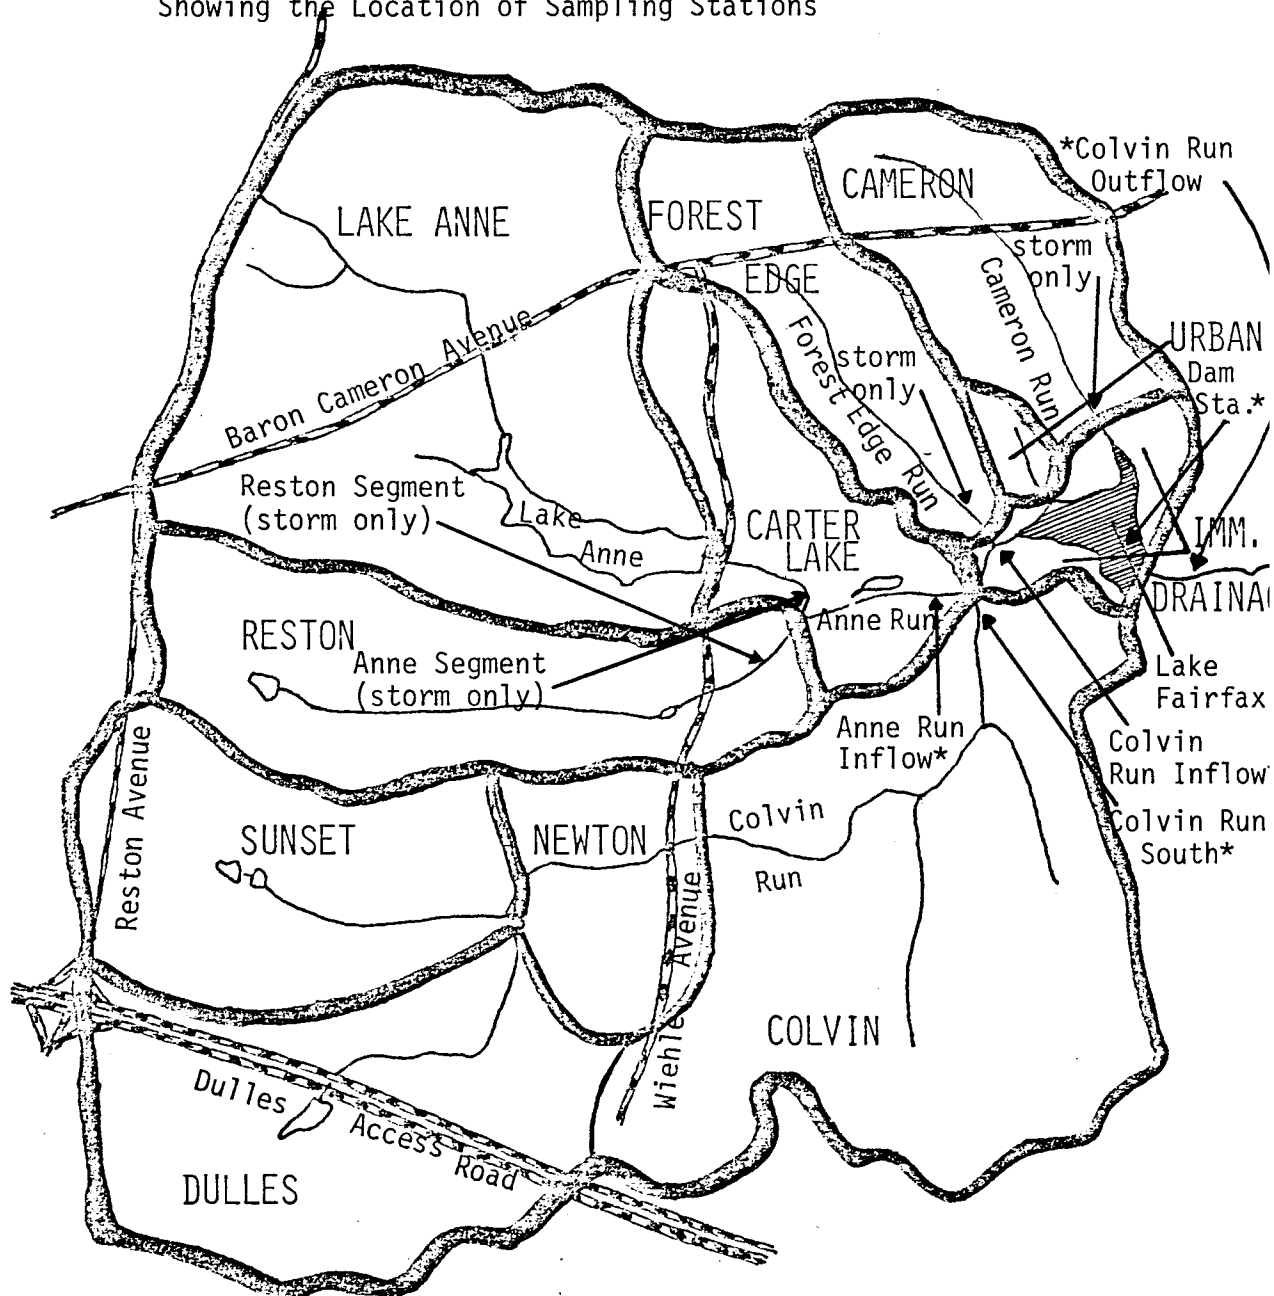 Showing the Location of Sampling Stations
*Colvin Run
Outflow
CAMERON
LAKE ANNE
FOREST
EDGE
storm
only
Cameron Run
URBAN
Dam
Sta.*
Baron Cameron Avenue
Forest Edge Run
storm
only
Reston Segment
(storm only)
Lake
Anne
CARTER
LAKE
IMM.
DRAINAG
Anne Run
RESTON
Anne Segment
(storm only)
Lake
Fairfax
Anne Run
Inflow*
Colvin
Run Inflow
Colvin Run
South*
Reston Avenue
SUNSET
NEWTON
Colvin
Run
Wiehle Avenue
COLVIN
Dulles
Access Road
DULLES